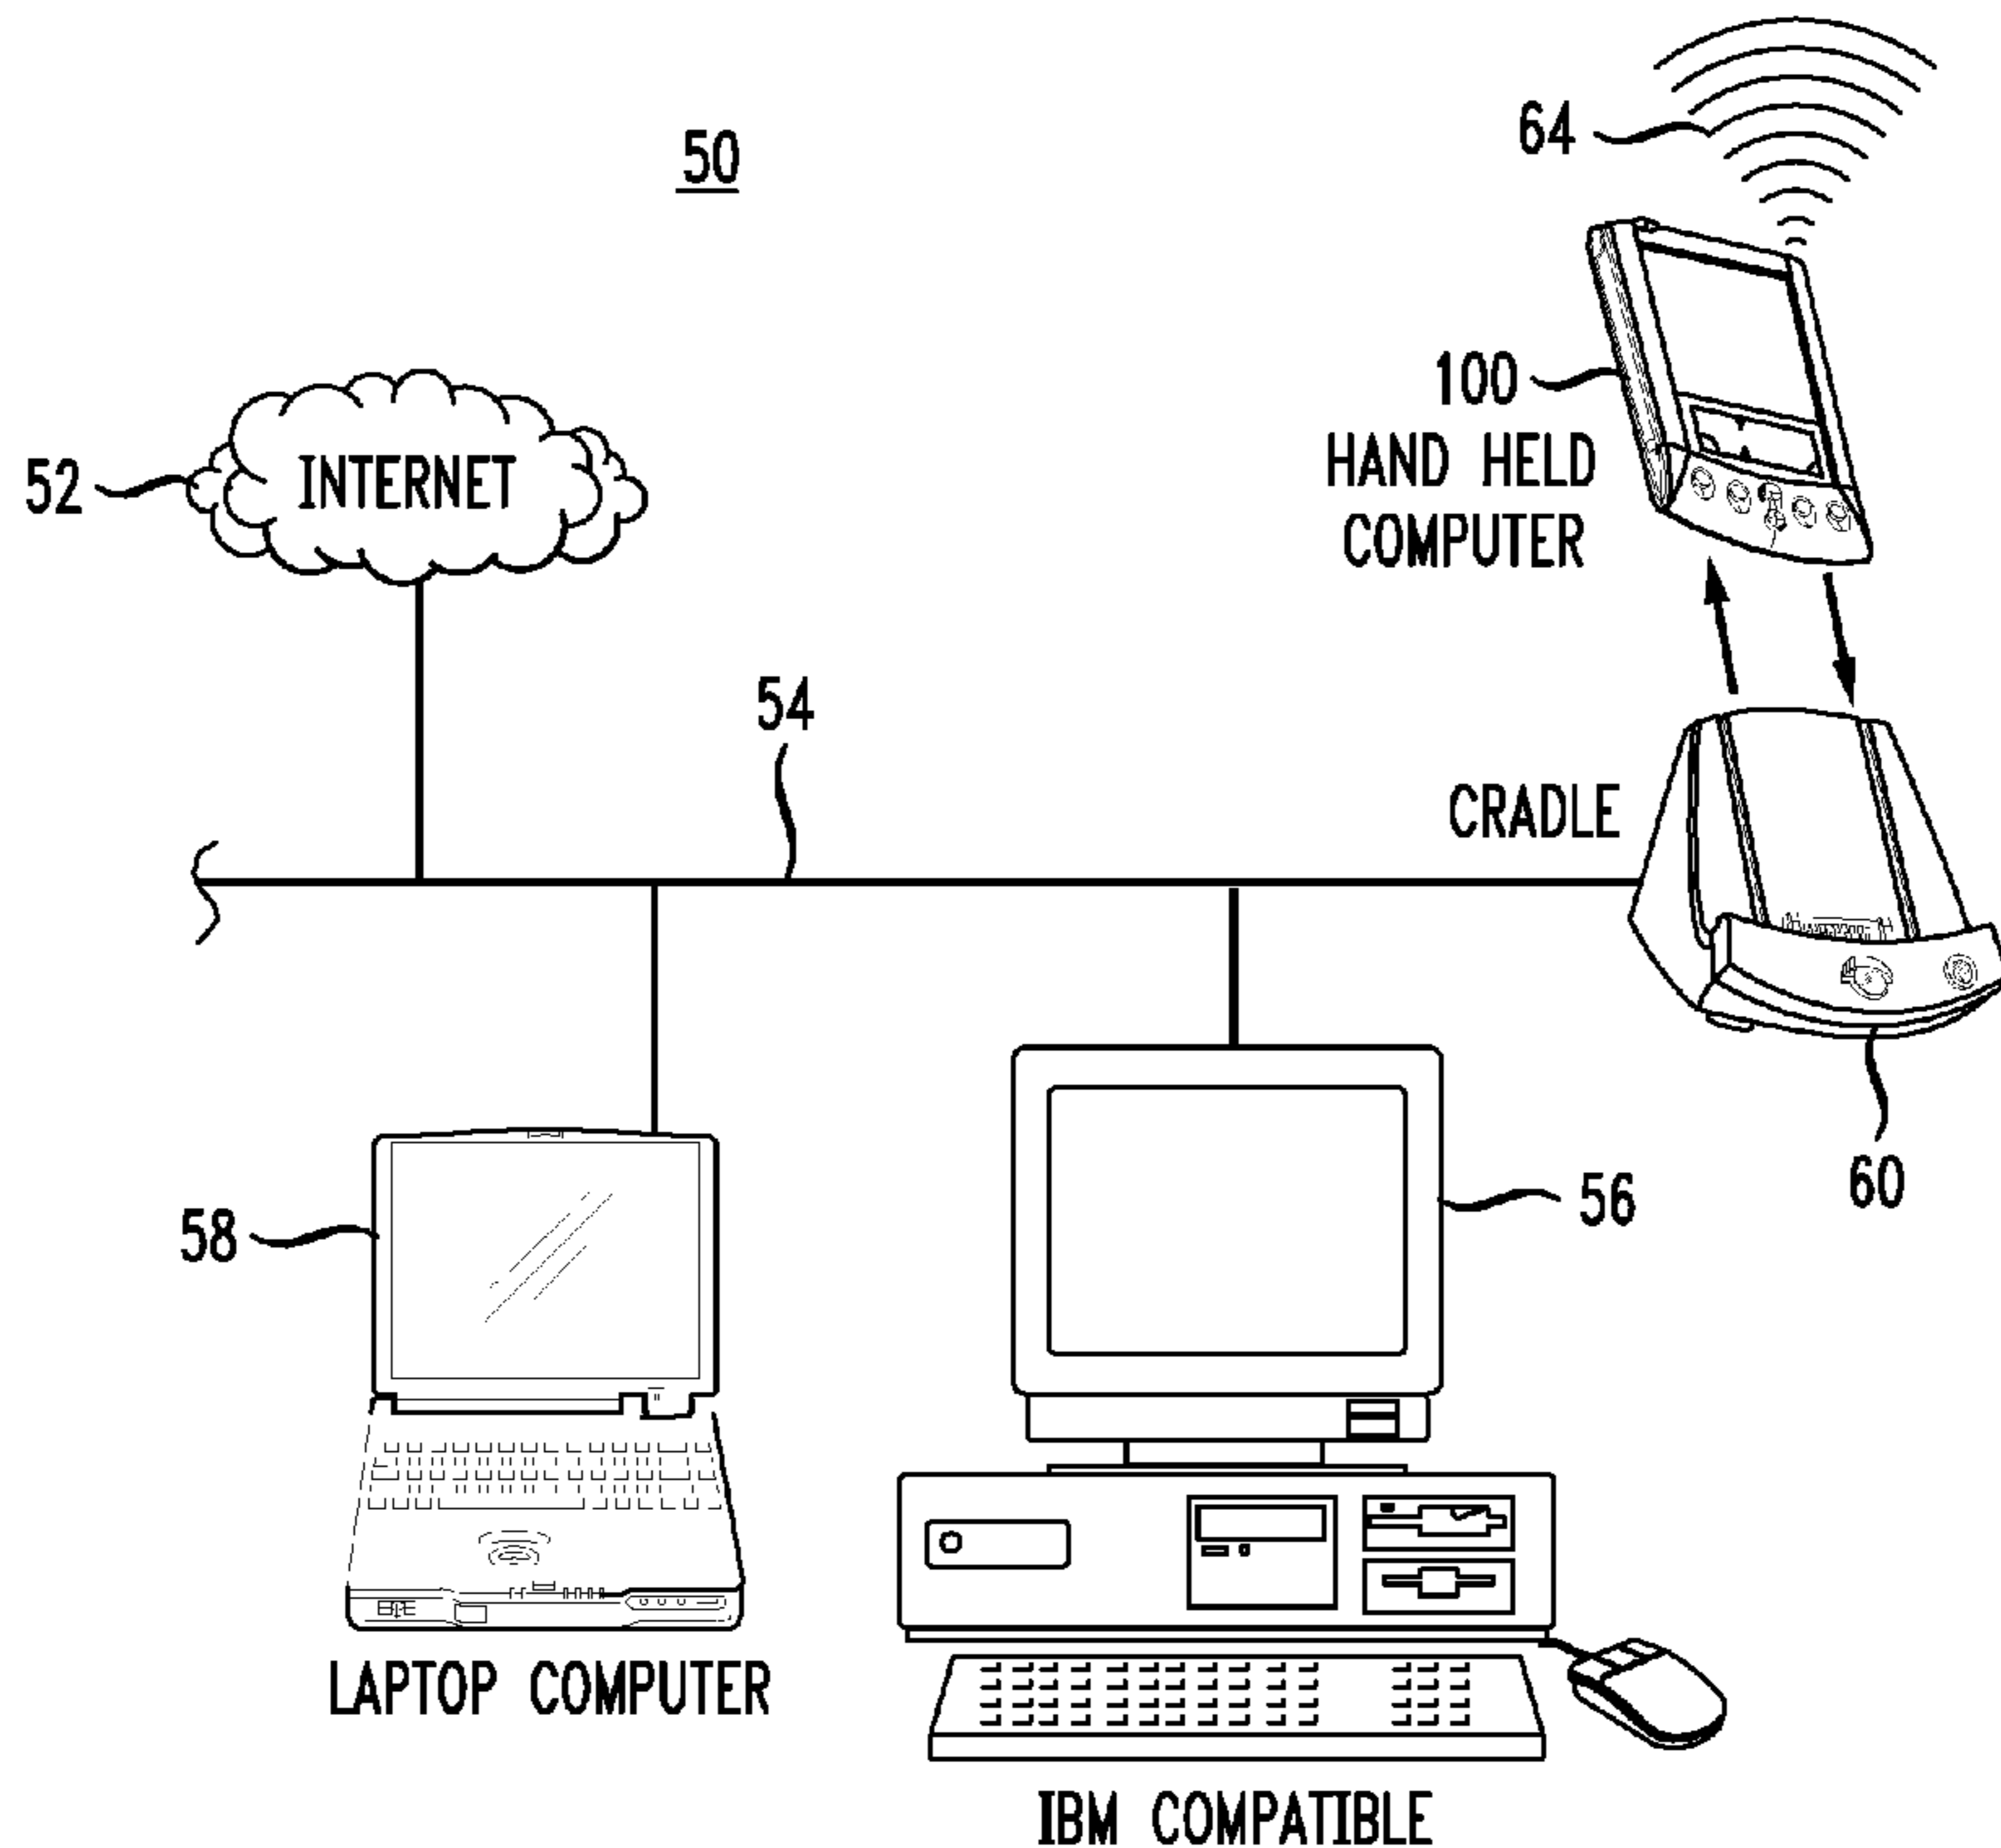 50
64
100
HAND HELD
COMPUTER
52
INTERNET
54
CRADLE
60
58
56
LAPTOP COMPUTER
IBM COMPATIBLE